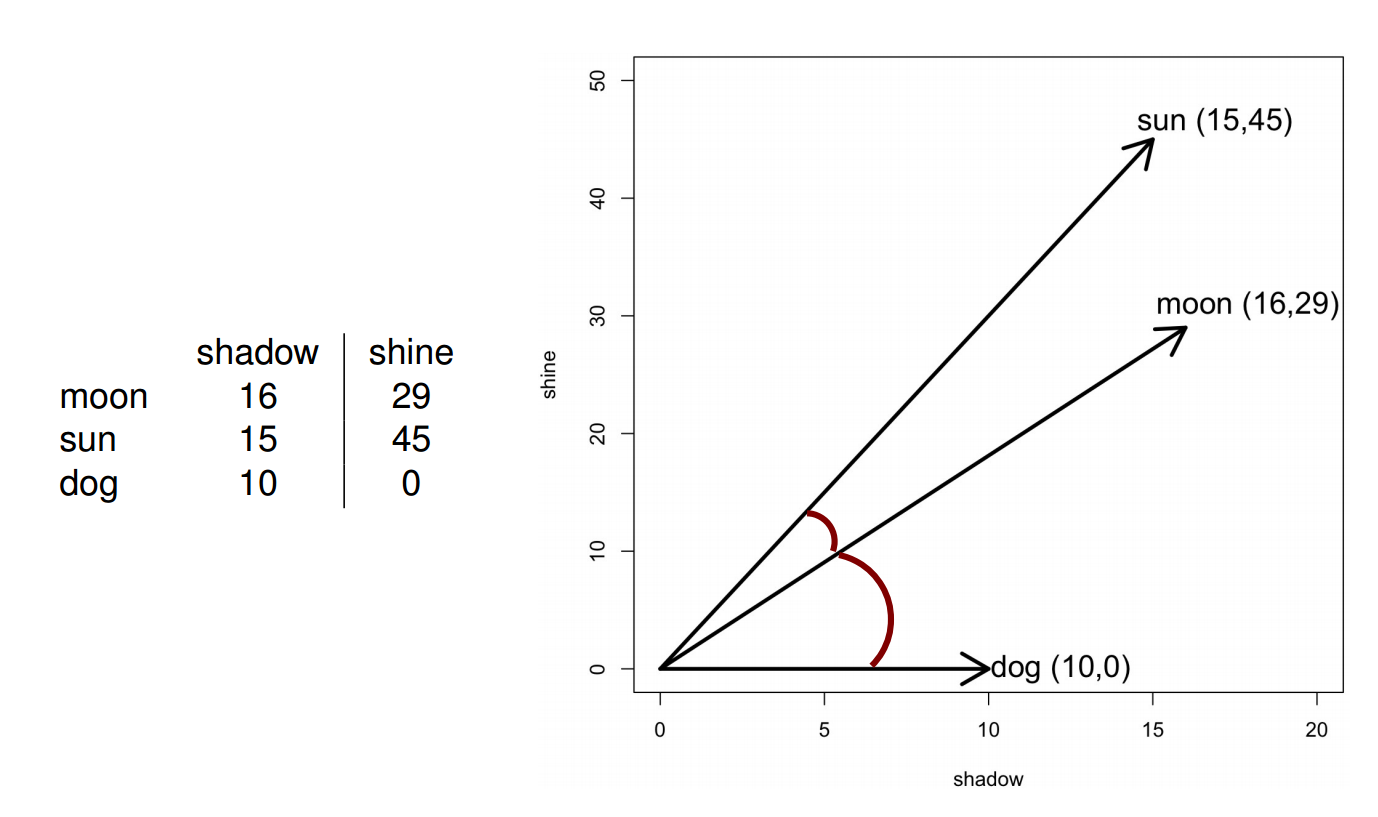 shadow shine
moon 16 29
sun 15 45
dog 10 0
50
40
30
20
10
0
shine
sun (15,45)
moon (16,29)
dog (10,0)
0 5 10 15 20
shadow